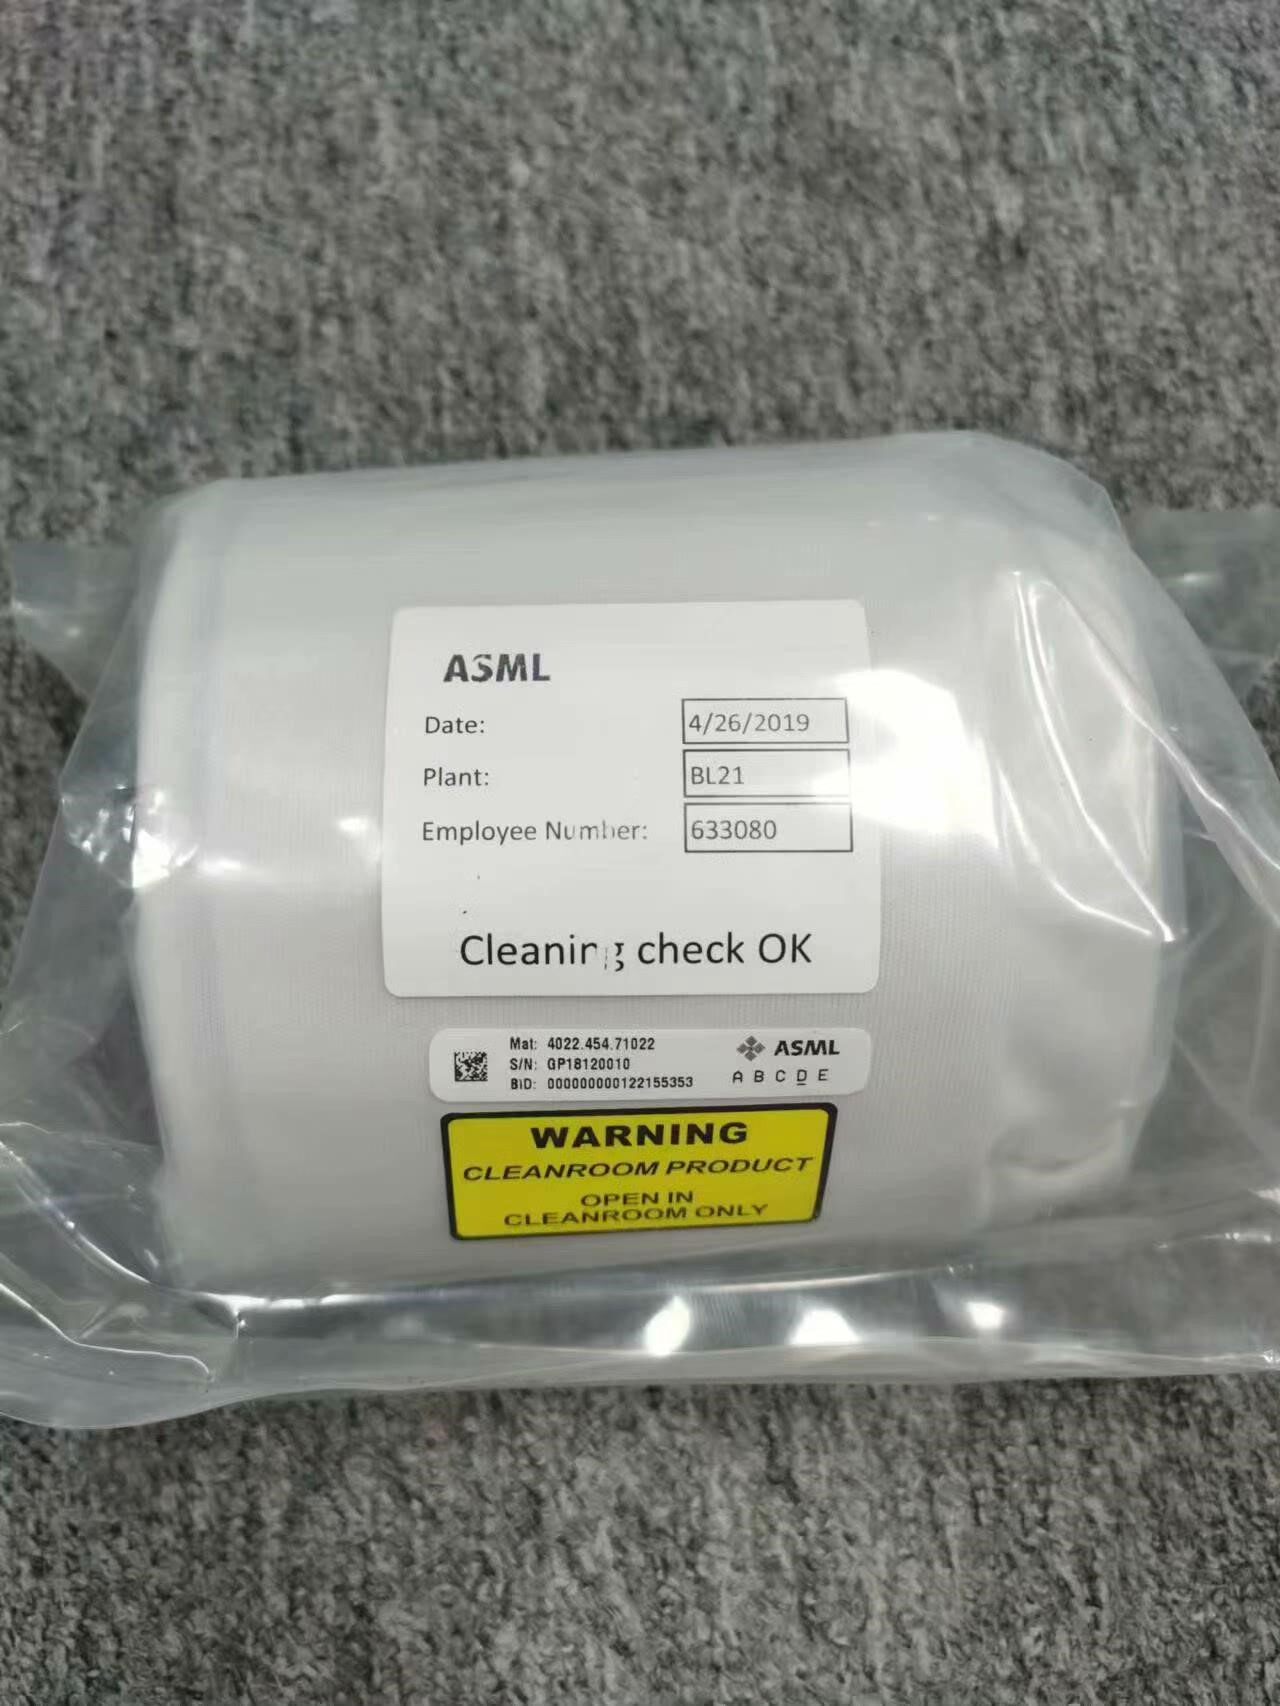 ASML
Date: 4/26/2019
Plant: BL21
Employee Number: 633080
Cleaning check OK
Mat: 4022.454.71022
S/N: GP18120010
BID: 000000000122155353
ASML
A B C D E
WARNING
CLEANROOM PRODUCT
OPEN IN
CLEANROOM ONLY